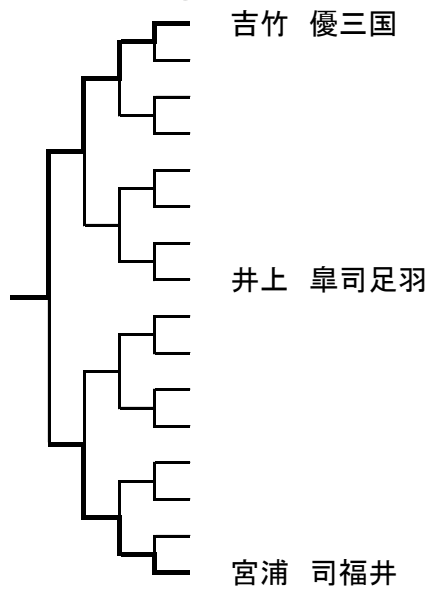 吉竹　優三国
井上　皐司足羽
宮浦　司福井